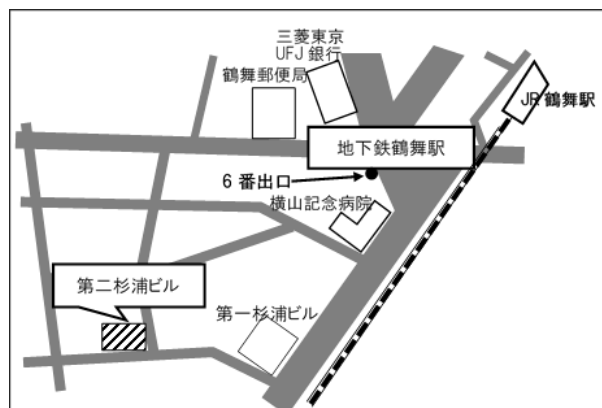 三菱東京
UFJ 銀行
鶴舞郵便局
JR 鶴舞駅
地下鉄鶴舞駅
6 番出口
横山記念病院
第二杉浦ビル
第一杉浦ビル